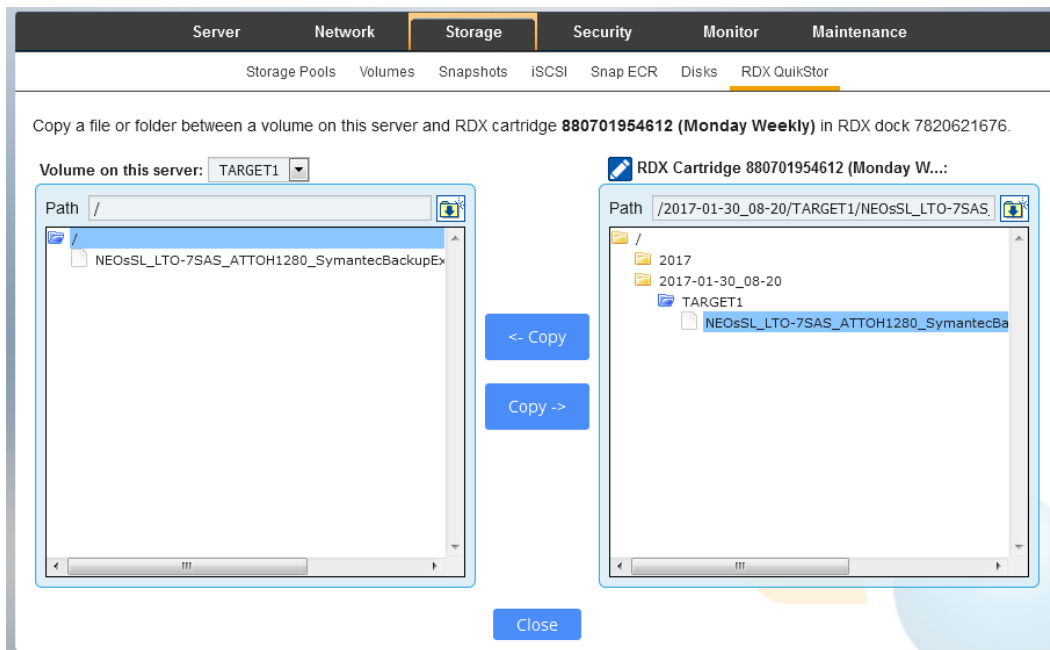 Server Network Storage Security Monitor Maintenance
Storage Pools Volumes Snapshots iSCSI Snap ECR Disks RDX QuikStor
Copy a file or folder between a volume on this server and RDX cartridge 880701954612 (Monday Weekly) in RDX dock 7820621676.
Volume on this server: TARGET1
Path /
/
NEOsSL_LTO-7SAS_ATTOH1280_SymantecBackupEx
<- Copy
Copy ->
RDX Cartridge 880701954612 (Monday W...:
Path /2017-01-30_08-20/TARGET1/NEOsSL_LTO-7SAS_
/
2017
2017-01-30_08-20
TARGET1
NEOsSL_LTO-7SAS_ATTOH1280_SymantecBa
Close